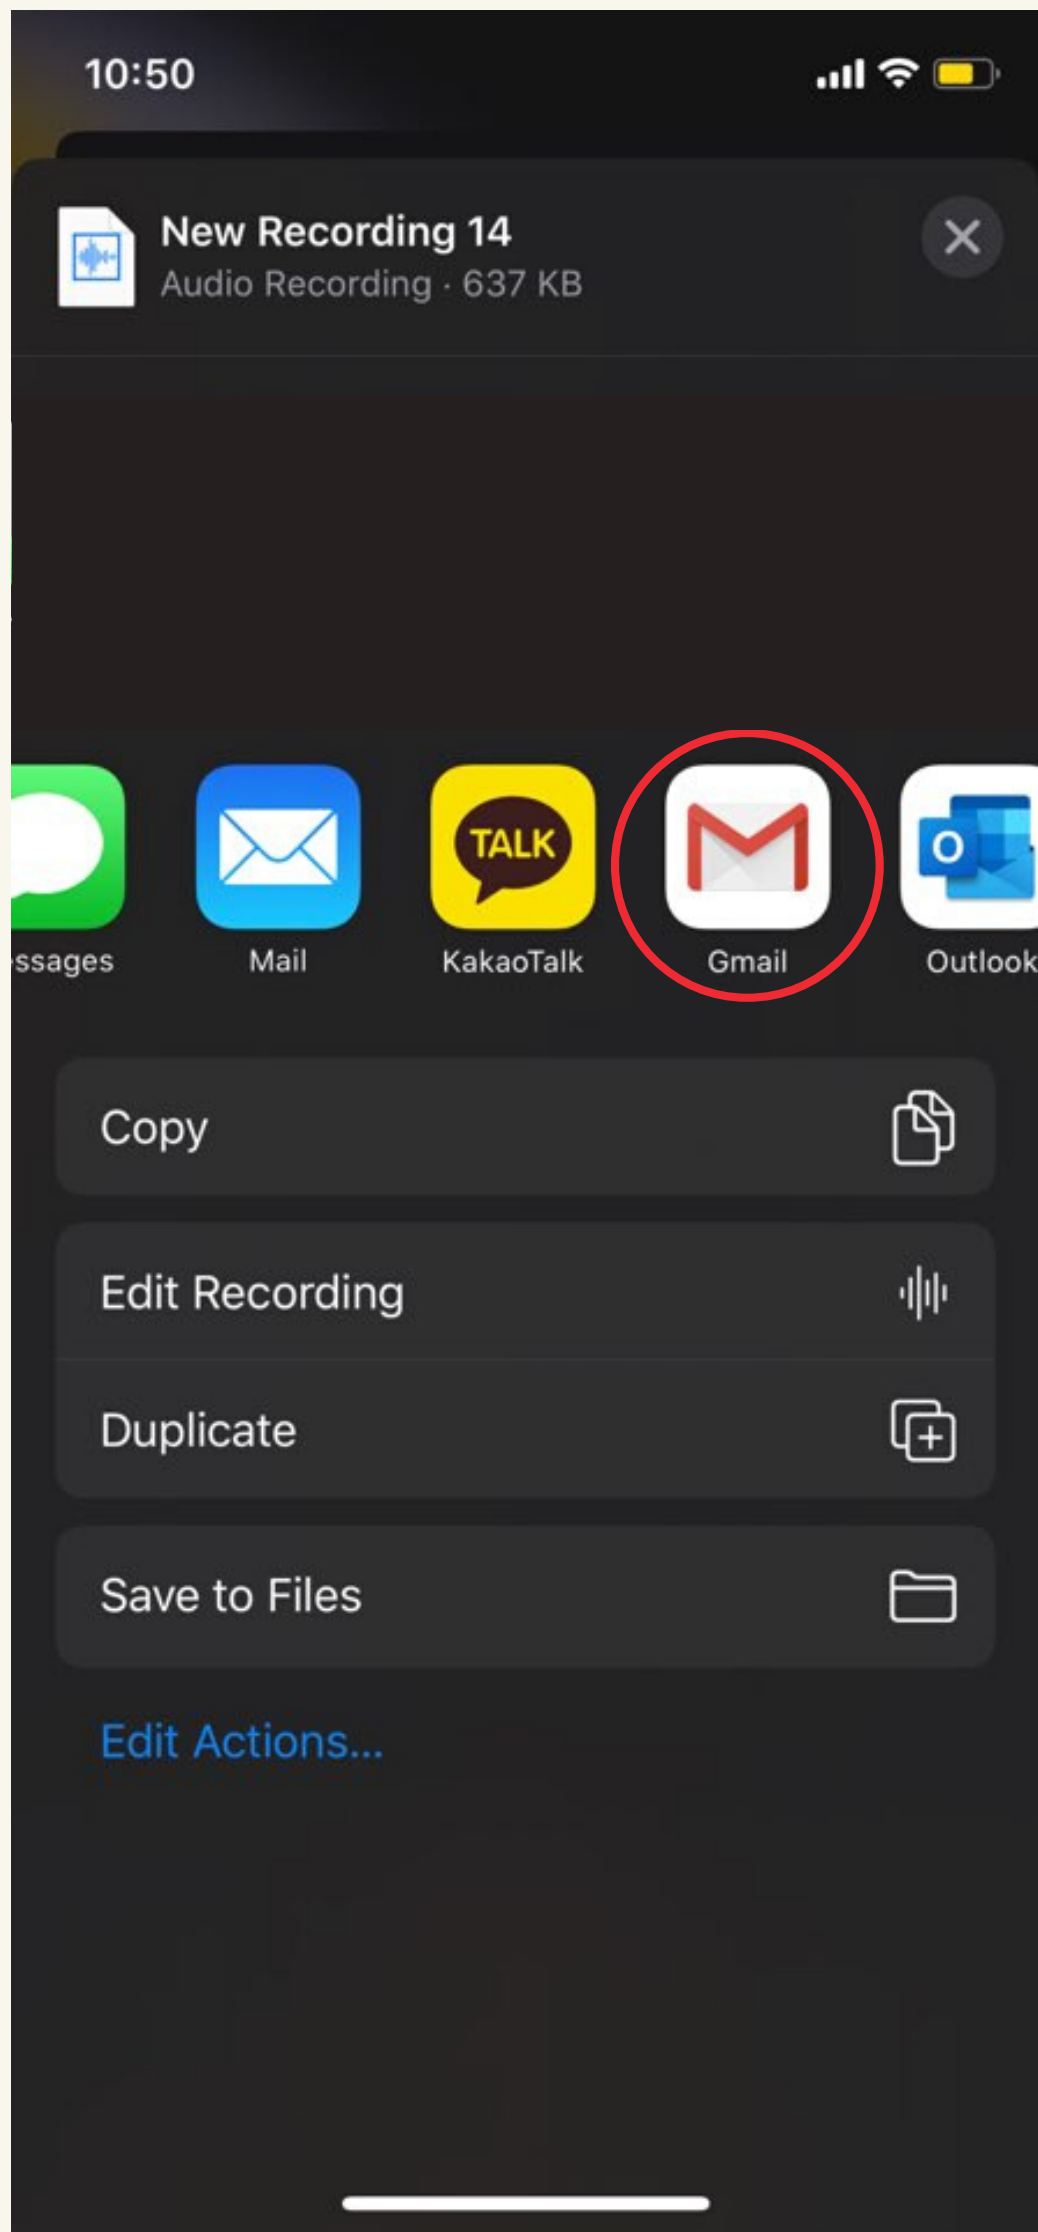 10:50
New Recording 14
Audio Recording · 637 KB
TALK
O
ssages
Mail
KakaoTalk
Gmail
Outlook
Copy
Edit Recording
Duplicate
Save to Files
Edit Actions...